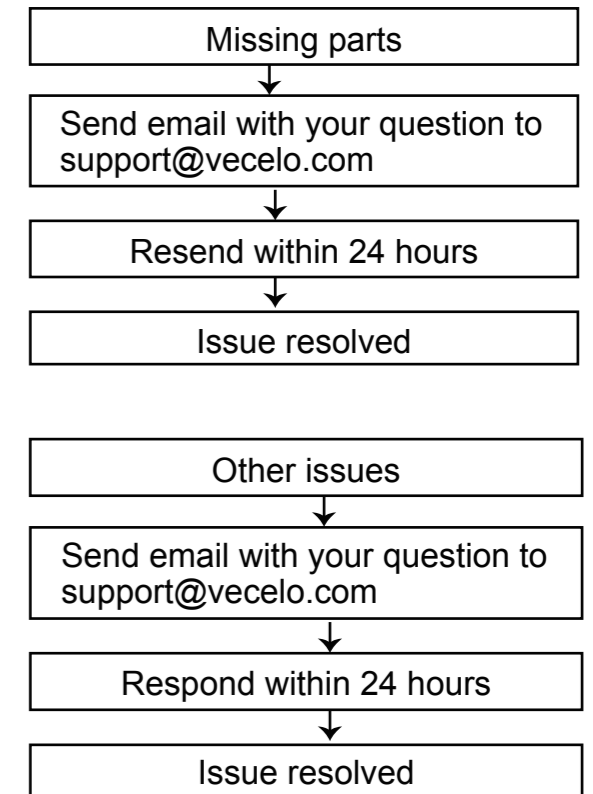 Missing parts
Send email with your question to
support@vecelo.com
Resend within 24 hours
Issue resolved
Other issues
Send email with your question to
support@vecelo.com
Respond within 24 hours
Issue resolved